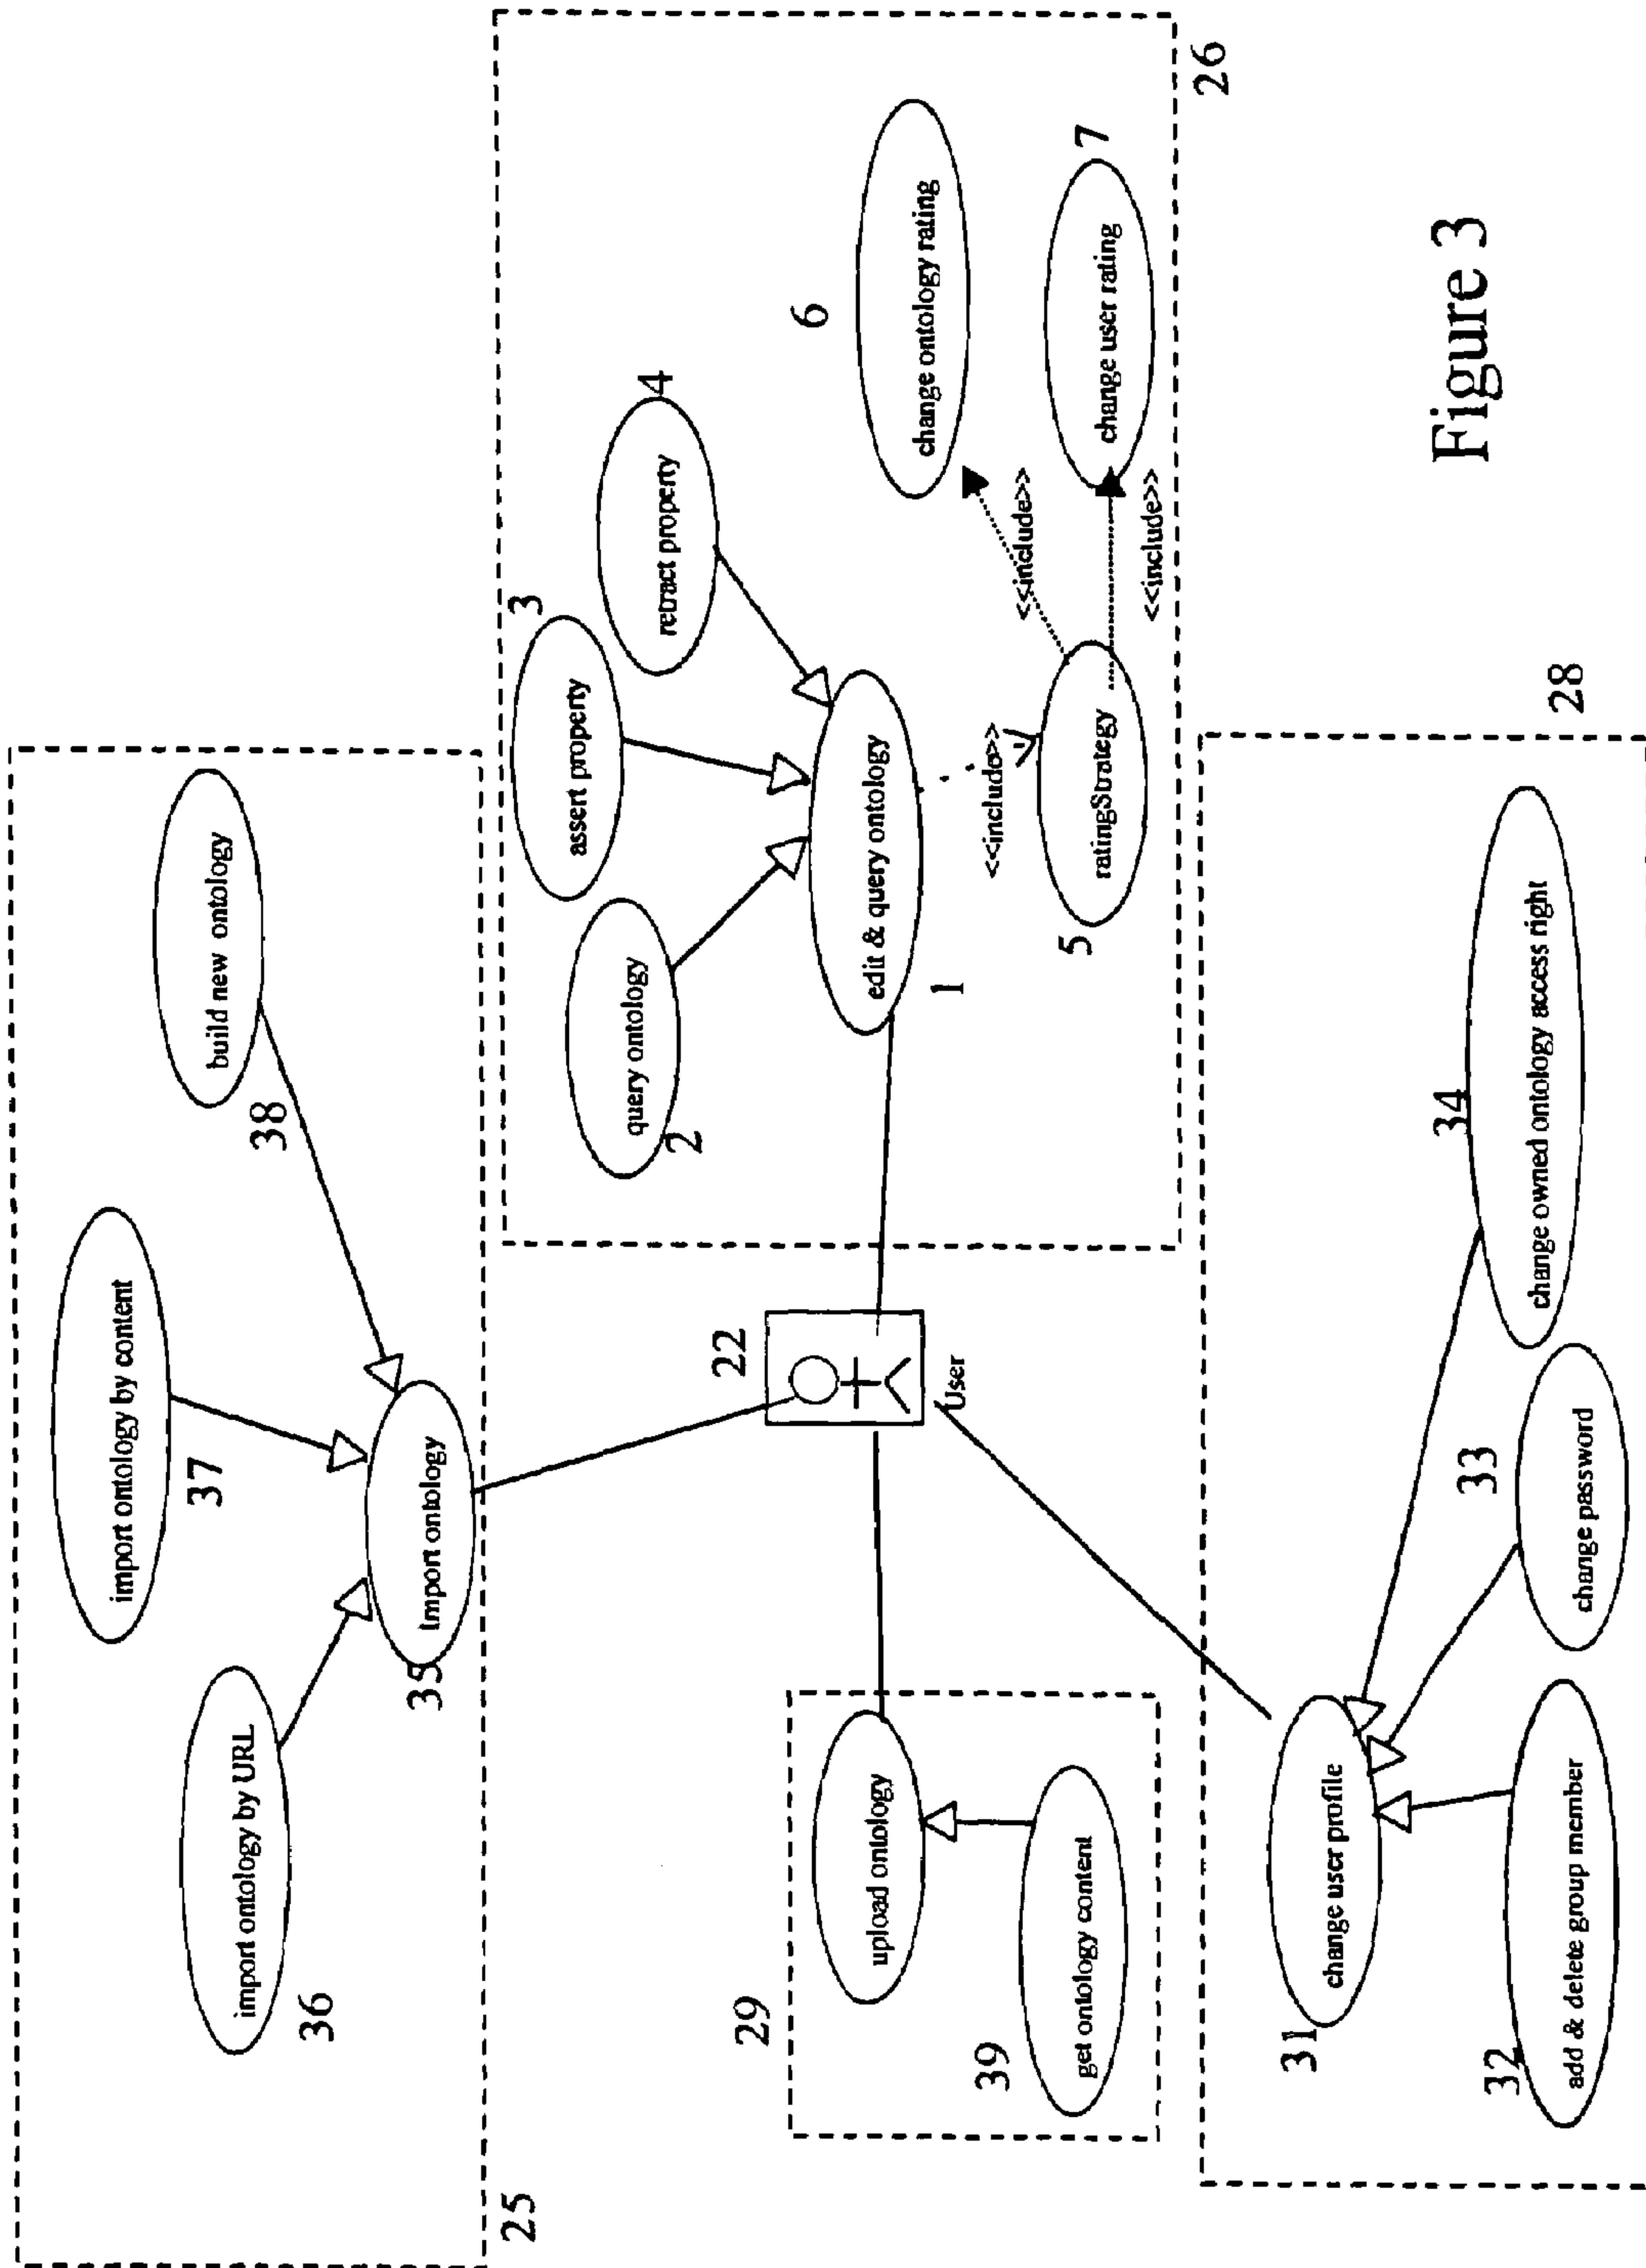 25
import ontology by URL
36
import ontology by content
37
build new ontology
38
Import ontology
35
22
User
29
upload ontology
get ontology content
39
26
query ontology
2
assert property
3
retract property
4
edit & query ontology
1
<<include>>
ratingStrategy
5
<<include>>
<<include>>
change ontology rating
6
change user rating
7
28
change user profile
31
add & delete group member
32
change password
33
change owned ontology access right
34
Figure 3